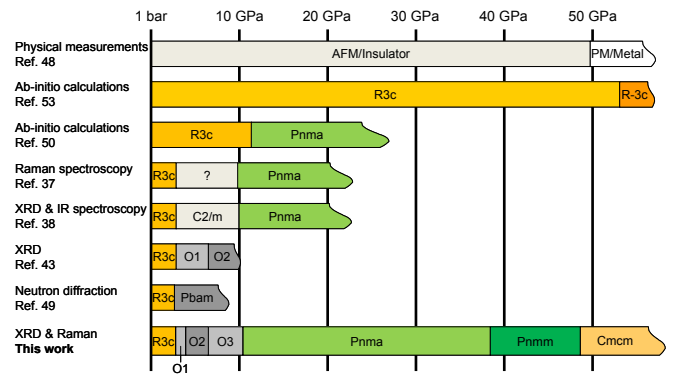 1 bar 10 GPa 20 GPa 30 GPa 40 GPa 50 GPa
Physical measurements
Ref. 48
AFM/Insulator PM/Metal
Ab-initio calculations
Ref. 53
R3c R-3c
Ab-initio calculations
Ref. 50
R3c Pnma
Raman spectroscopy
Ref. 37
R3c ? Pnma
XRD & IR spectroscopy
Ref. 38
R3c C2/m Pnma
XRD
Ref. 43
R3c O1 O2
Neutron diffraction
Ref. 49
R3c Pbam
XRD & Raman
This work
R3c O2 O3 Pnma Pnmm Cmcm
O1